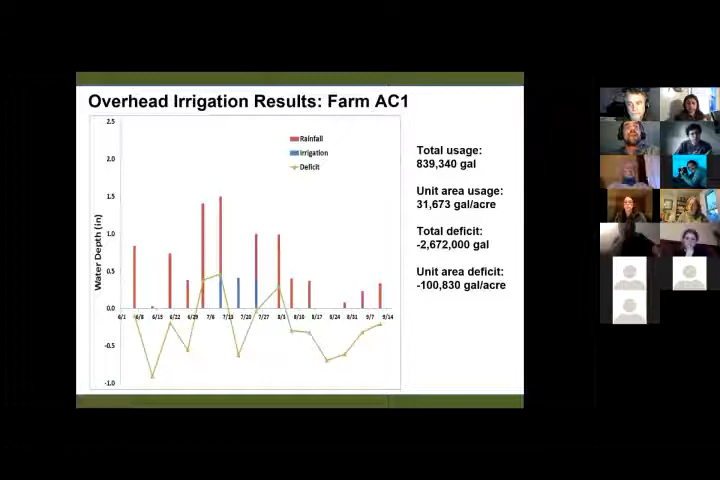 Overhead Irrigation Results: Farm AC1
2.5
2.0
1.5
1.0
0.5
0.0
-0.5
-1.0
Water Depth (in)
Rainfall
Irrigation
Deficit
6/1 6/8 6/15 6/22 6/29 7/6 7/13 7/20 7/27 8/3 8/10 8/17 8/24 8/31 9/7 9/14
Total usage:
839,340 gal
Unit area usage:
31,673 gal/acre
Total deficit:
-2,672,000 gal
Unit area deficit:
-100,830 gal/acre